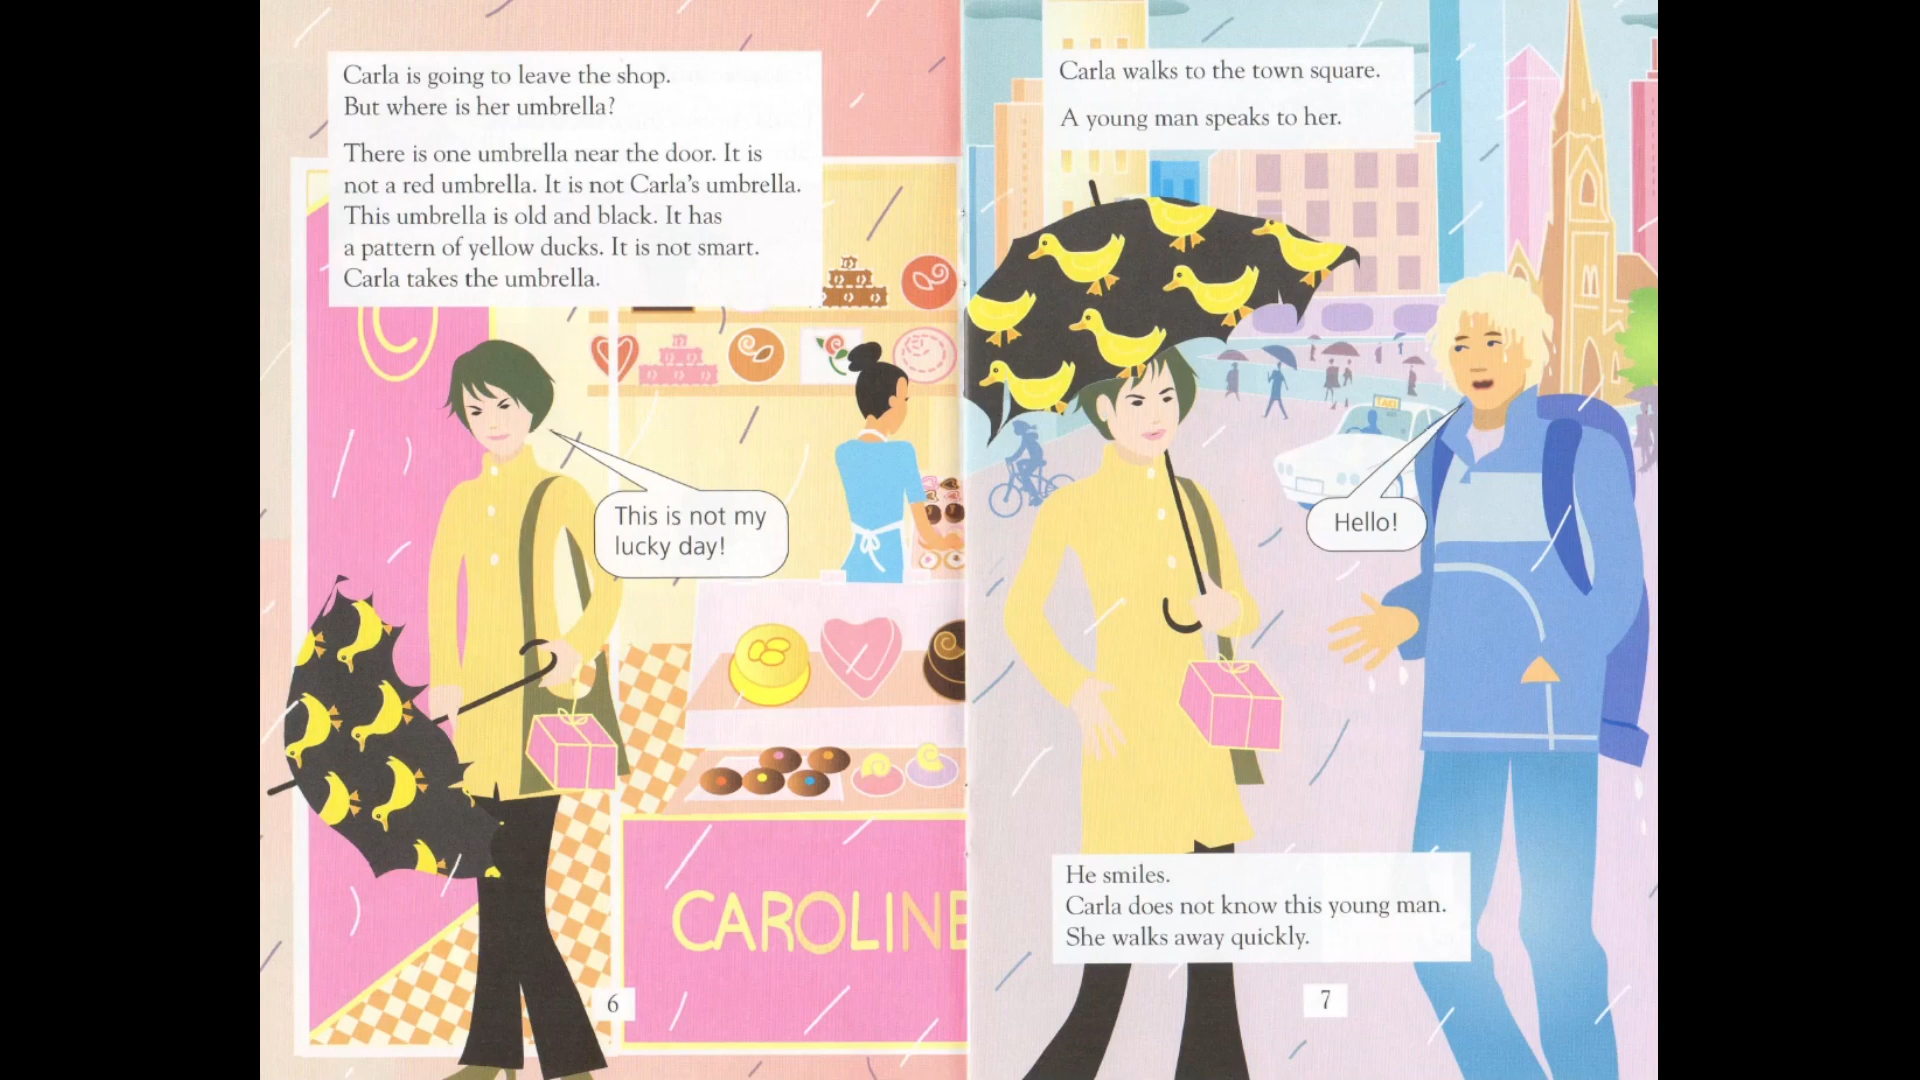 Carla is going to leave the shop.
But where is her umbrella?
There is one umbrella near the door. It is
not a red umbrella. It is not Carla's umbrella.
This umbrella is old and black. It has
a pattern of yellow ducks. It is not smart.
Carla takes the umbrella.
This is not my
lucky day!
CAROLINE
6
Carla walks to the town square.
A young man speaks to her.
TAXI
Hello!
He smiles.
Carla does not know this young man.
She walks away quickly.
7